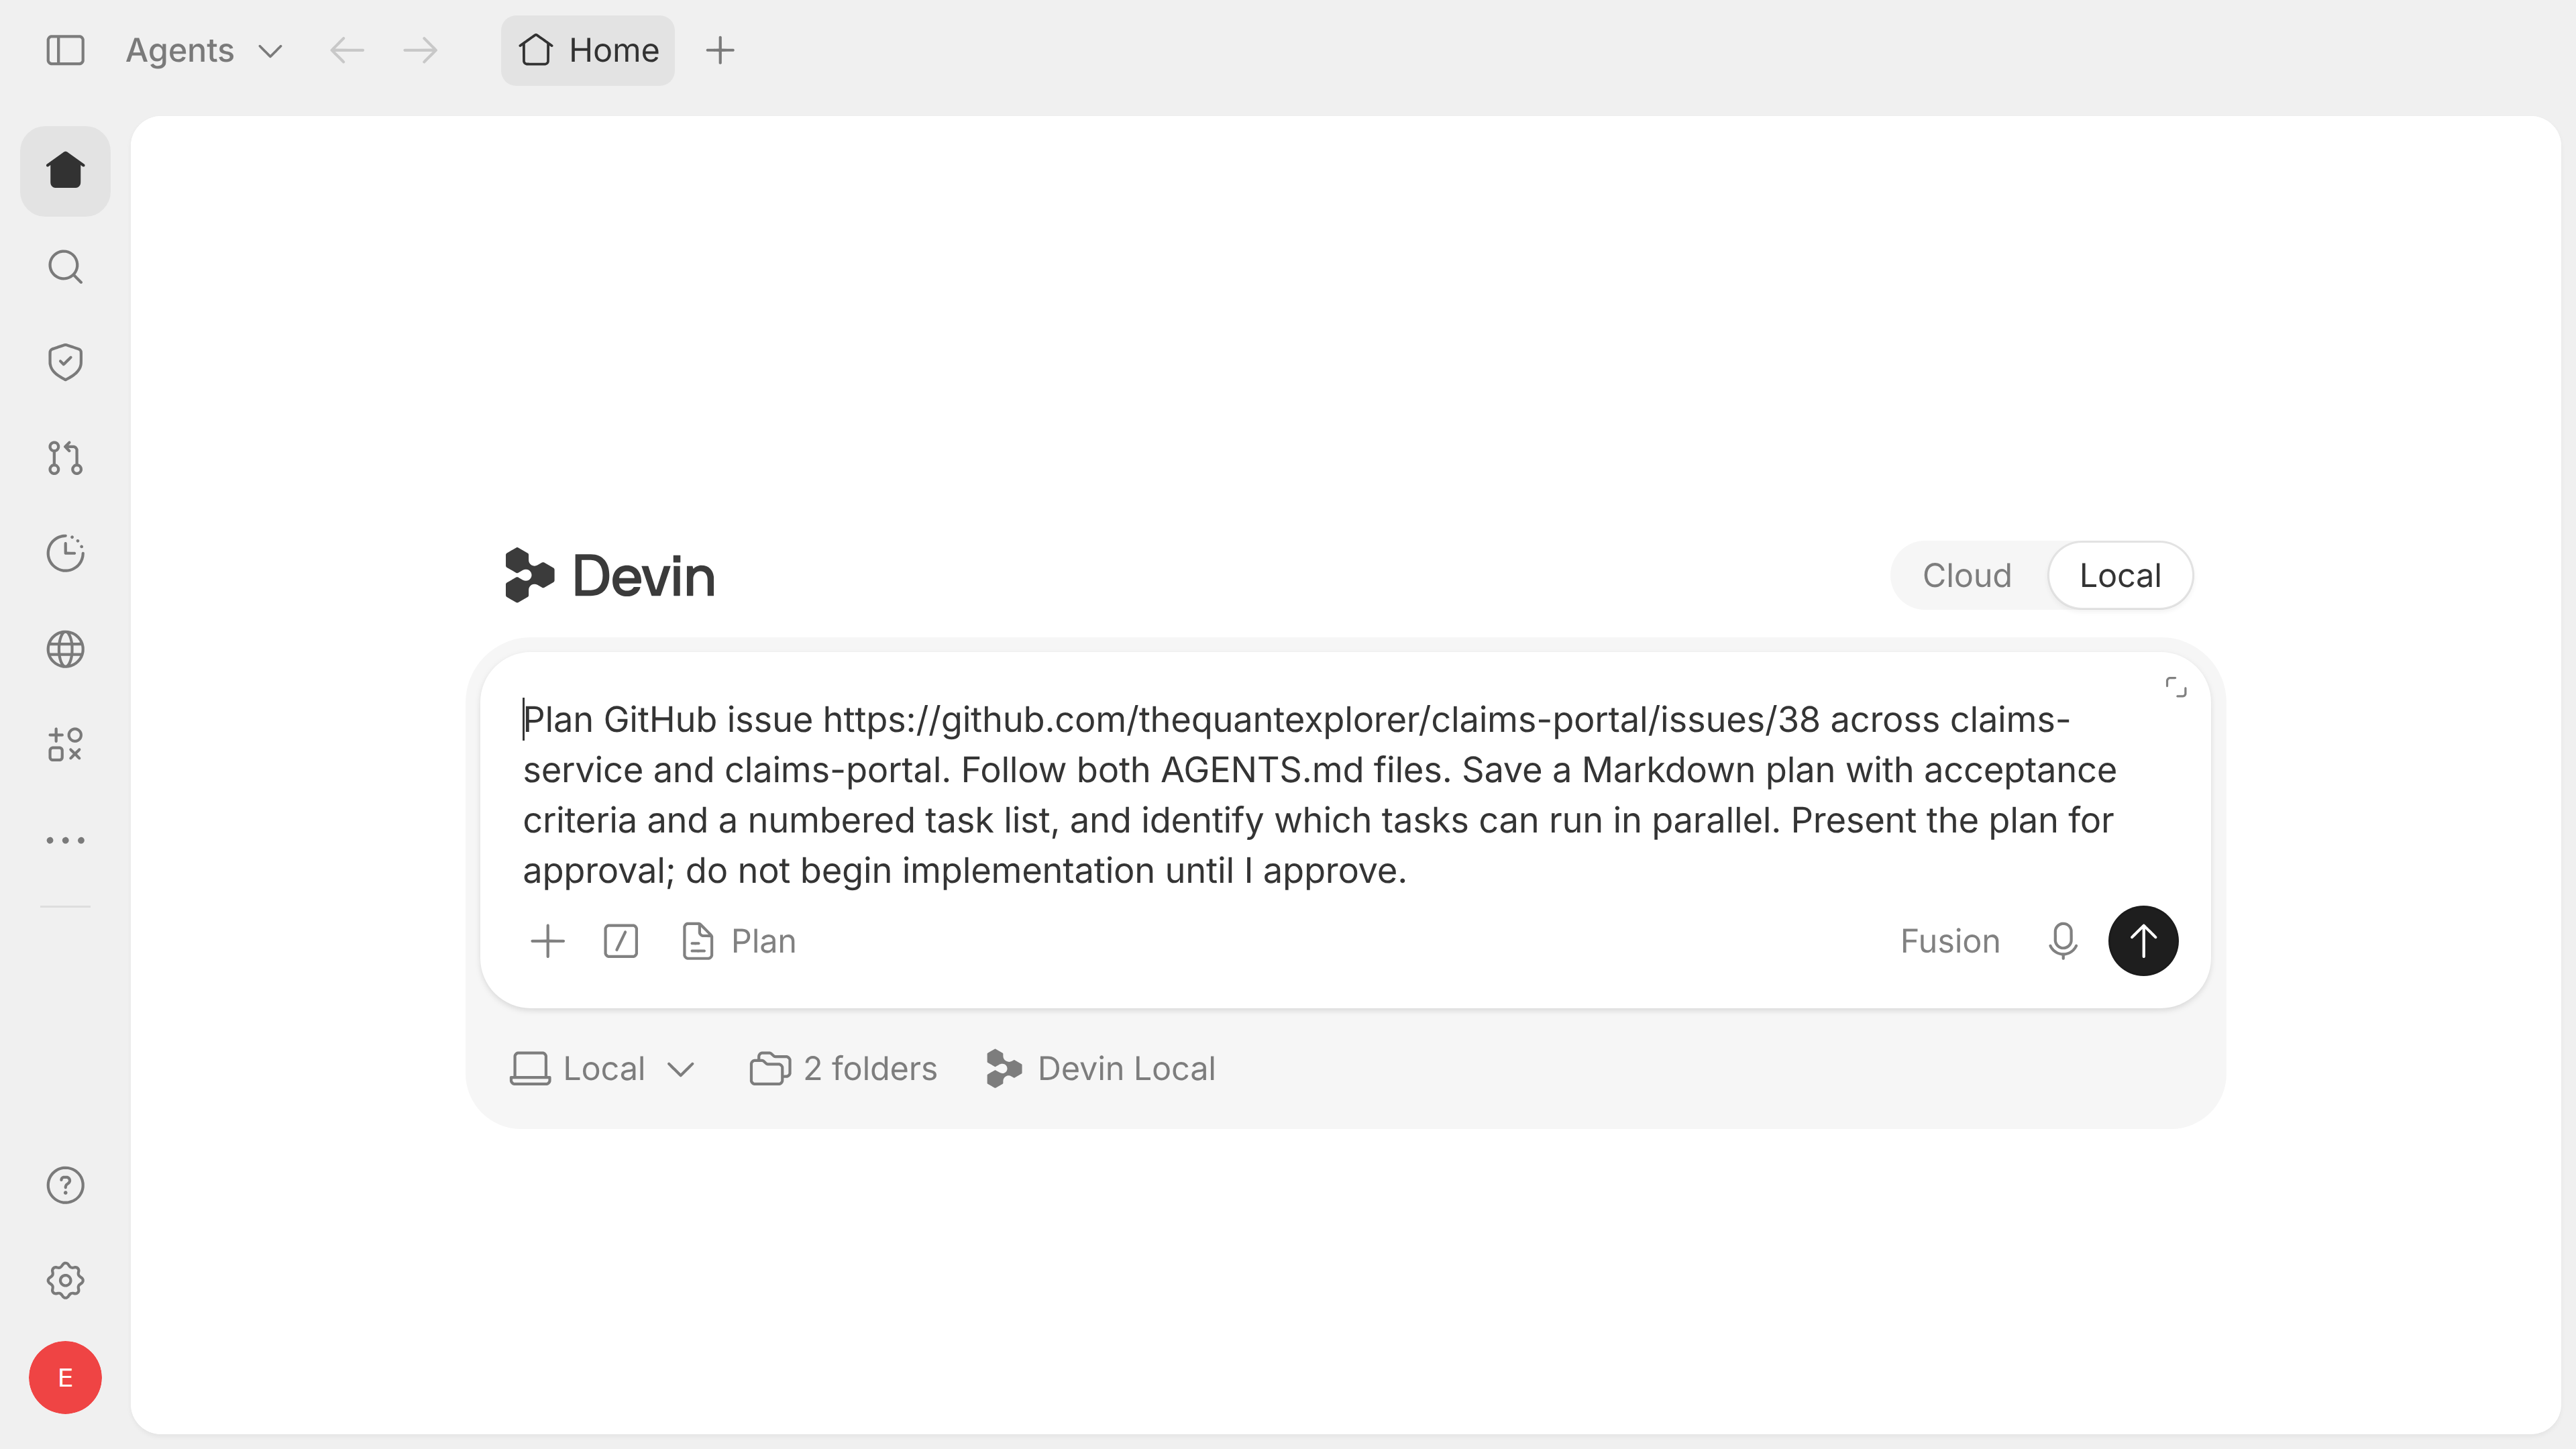 Agents
Home
Devin
Cloud
Local
Plan GitHub issue https://github.com/thequantexplorer/claims-portal/issues/38 across claims-
service and claims-portal. Follow both AGENTS.md files. Save a Markdown plan with acceptance
criteria and a numbered task list, and identify which tasks can run in parallel. Present the plan for
approval; do not begin implementation until I approve.
Plan
Fusion
Local
2 folders
Devin Local
E